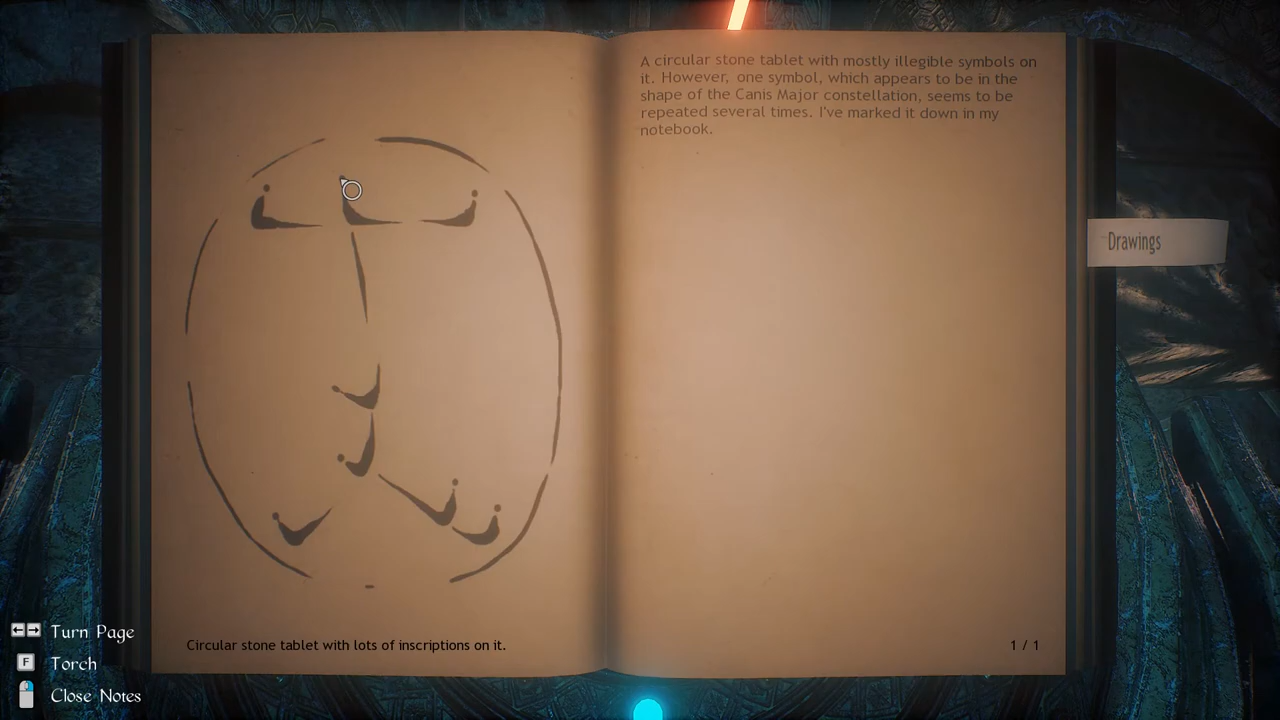 A circular stone tablet with mostly illegible symbols on
it. However, one symbol, which appears to be in the
shape of the Canis Major constellation, seems to be
repeated several times. I've marked it down in my
notebook.
Drawings
Turn Page
F Torch
Close Notes
Circular stone tablet with lots of inscriptions on it.
1 / 1